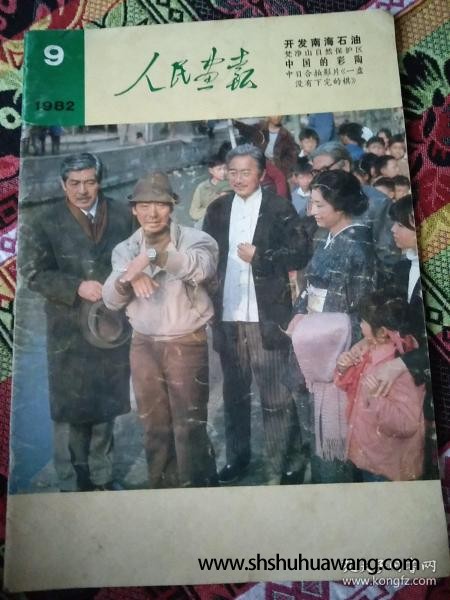 9
1982
人民画报
开发南海石油
梵净山自然保护区
中国的彩陶
中日合拍影片《一盘
没有下完的棋》
www.shshuhuawang.com
www.kongfz.com